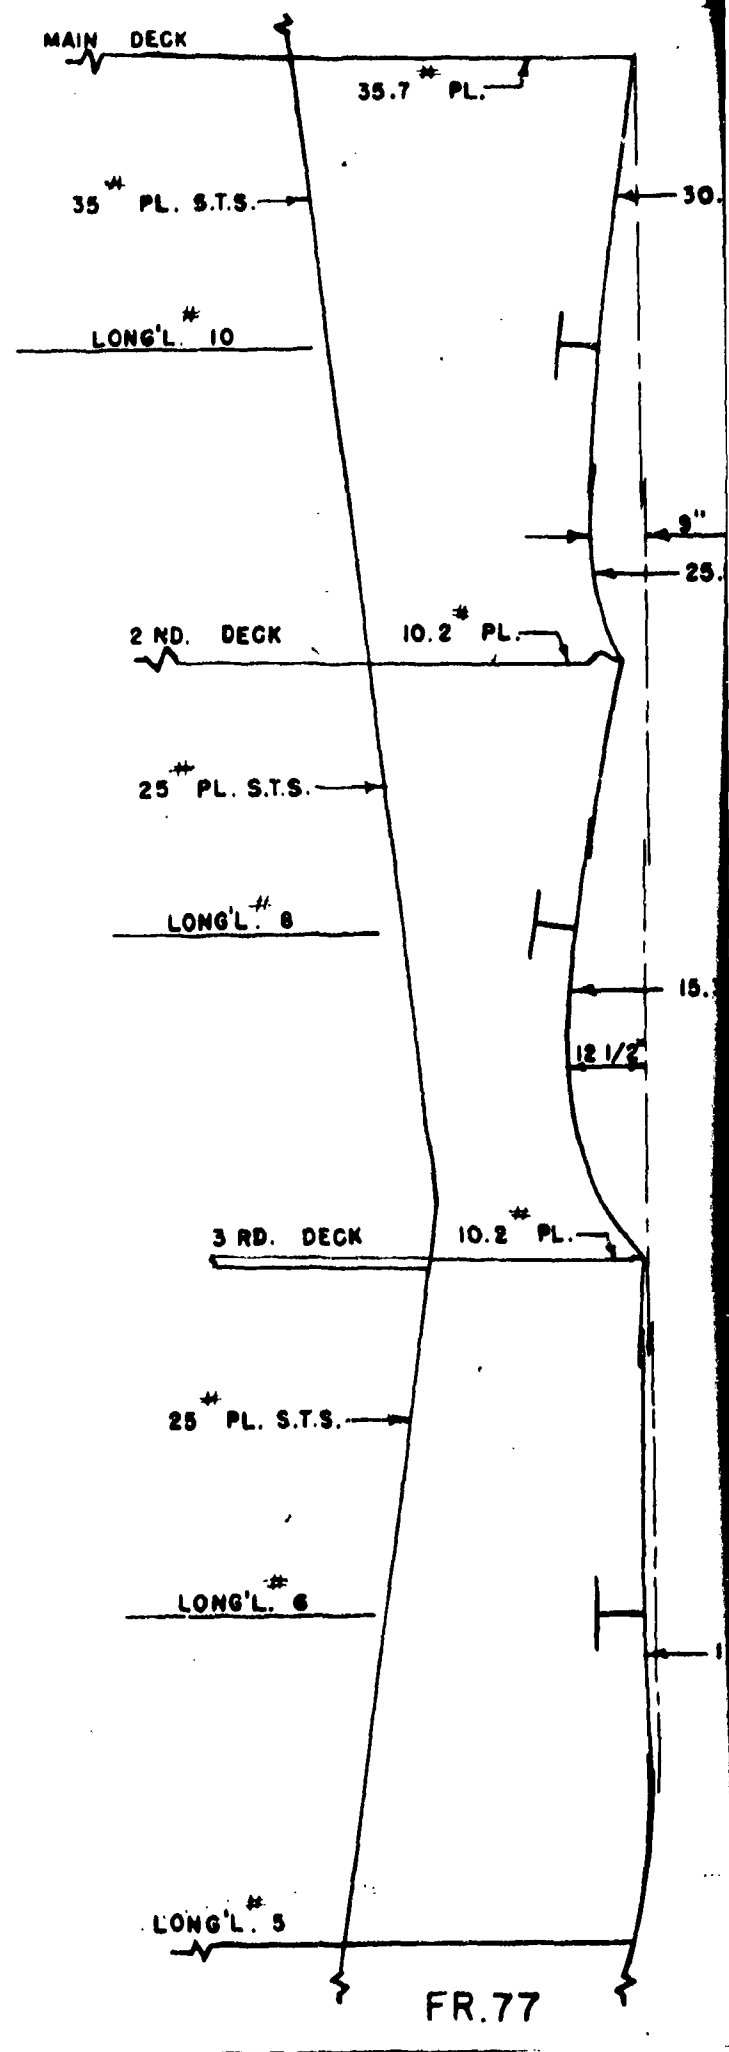 MAIN DECK
35.7# PL.
35# PL. S.T.S.
30.
LONG'L.# 10
9"
25.
2 ND. DECK
10.2# PL.
25# PL. S.T.S.
LONG'L.# 8
15.
12 1/2"
3 RD. DECK
10.2# PL.
25# PL. S.T.S.
LONG'L.# 6
1
LONG'L.# 5
FR.77